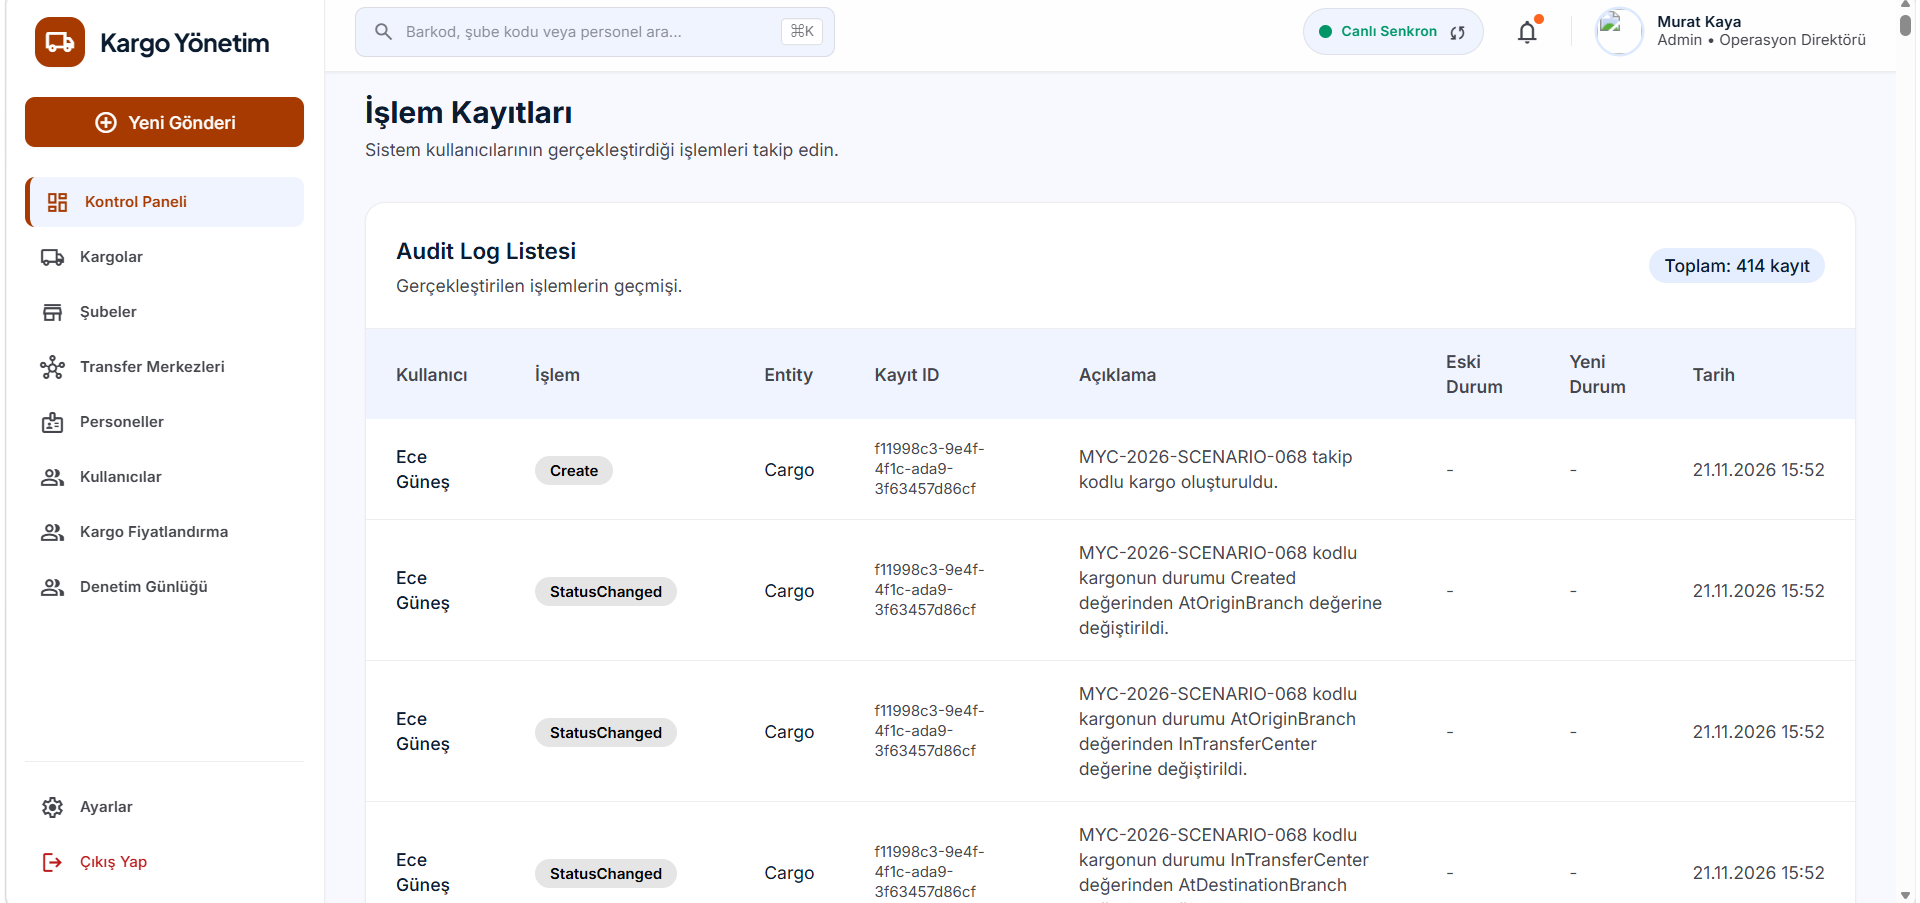 Kargo Yönetim
Yeni Gönderi
Kontrol Paneli
Kargolar
Şubeler
Transfer Merkezleri
Personeller
Kullanıcılar
Kargo Fiyatlandırma
Denetim Günlüğü
Ayarlar
Çıkış Yap
Barkod, şube kodu veya personel ara...
⌘K
Canlı Senkron
Murat Kaya
Admin • Operasyon Direktörü
İşlem Kayıtları
Sistem kullanıcılarının gerçekleştirdiği işlemleri takip edin.
Audit Log Listesi
Gerçekleştirilen işlemlerin geçmişi.
Toplam: 414 kayıt
Kullanıcı
İşlem
Entity
Kayıt ID
Açıklama
Eski
Durum
Yeni
Durum
Tarih
Ece
Güneş
Create
Cargo
f11998c3-9e4f-
4f1c-ada9-
3f63457d86cf
MYC-2026-SCENARIO-068 takip
kodlu kargo oluşturuldu.
-
-
21.11.2026 15:52
Ece
Güneş
StatusChanged
Cargo
f11998c3-9e4f-
4f1c-ada9-
3f63457d86cf
MYC-2026-SCENARIO-068 kodlu
kargonun durumu Created
değerinden AtOriginBranch değerine
değiştirildi.
-
-
21.11.2026 15:52
Ece
Güneş
StatusChanged
Cargo
f11998c3-9e4f-
4f1c-ada9-
3f63457d86cf
MYC-2026-SCENARIO-068 kodlu
kargonun durumu AtOriginBranch
değerinden InTransferCenter
değerine değiştirildi.
-
-
21.11.2026 15:52
Ece
Güneş
StatusChanged
Cargo
f11998c3-9e4f-
4f1c-ada9-
3f63457d86cf
MYC-2026-SCENARIO-068 kodlu
kargonun durumu InTransferCenter
değerinden AtDestinationBranch
-
-
21.11.2026 15:52